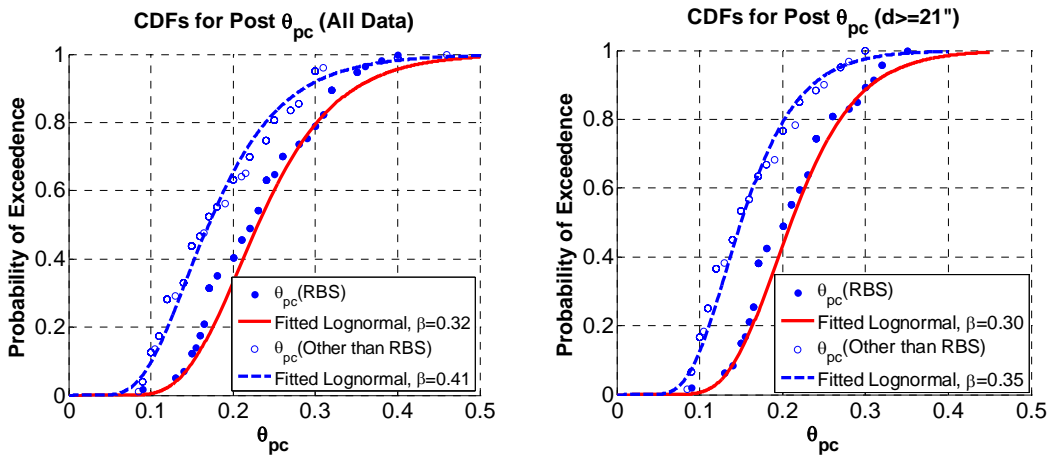 CDFs for Post θpc (All Data)
Probability of Exceedence
1
0.8
0.6
0.4
0.2
0
0
0.1
0.2
0.3
0.4
0.5
θpc
θpc(RBS)
Fitted Lognormal, β=0.32
θpc(Other than RBS)
Fitted Lognormal, β=0.41
CDFs for Post θpc (d>=21")
Probability of Exceedence
1
0.8
0.6
0.4
0.2
0
0
0.1
0.2
0.3
0.4
0.5
θpc
θpc(RBS)
Fitted Lognormal, β=0.30
θpc(Other than RBS)
Fitted Lognormal, β=0.35